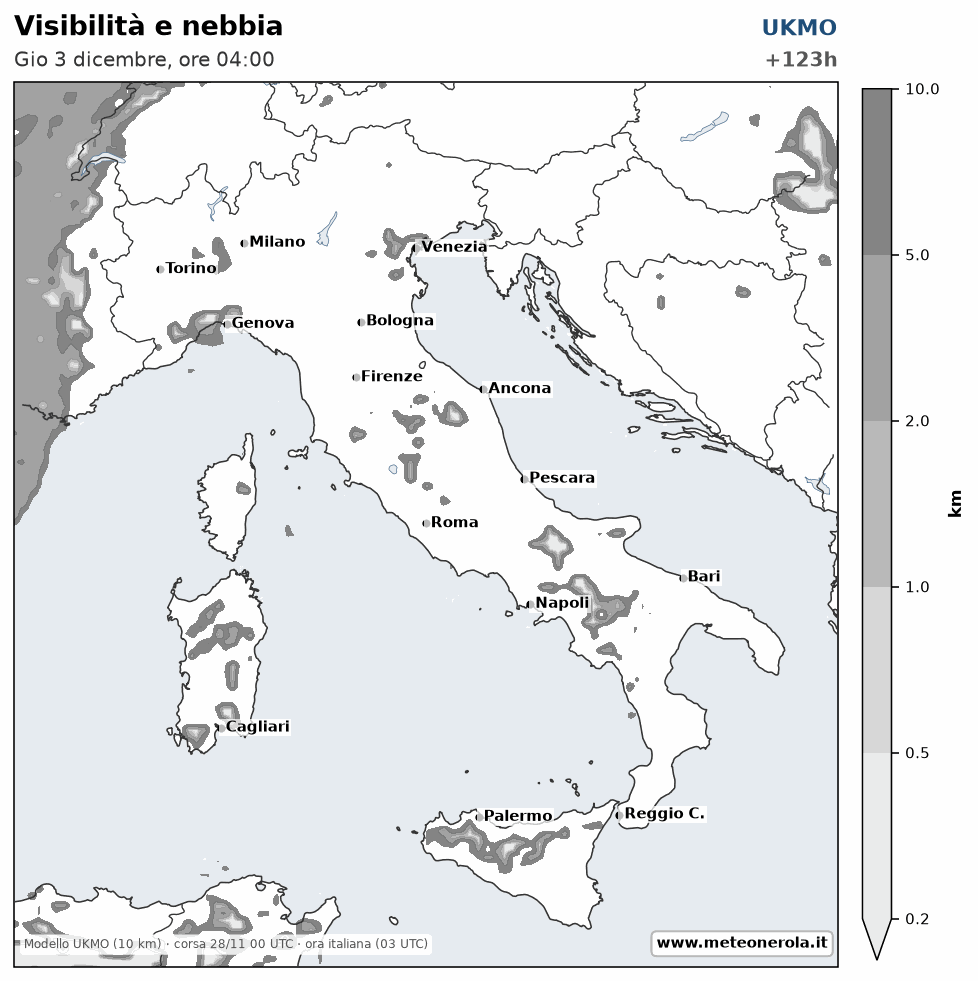 Visibilità e nebbia
UKMO
Gio 3 dicembre, ore 04:00
+123h
10.0
5.0
2.0
1.0
0.5
0.2
km
Milano
Venezia
Torino
Genova
Bologna
Firenze
Ancona
Pescara
Roma
Bari
Napoli
Cagliari
Palermo
Reggio C.
Modello UKMO (10 km) · corsa 28/11 00 UTC · ora italiana (03 UTC)
www.meteonerola.it